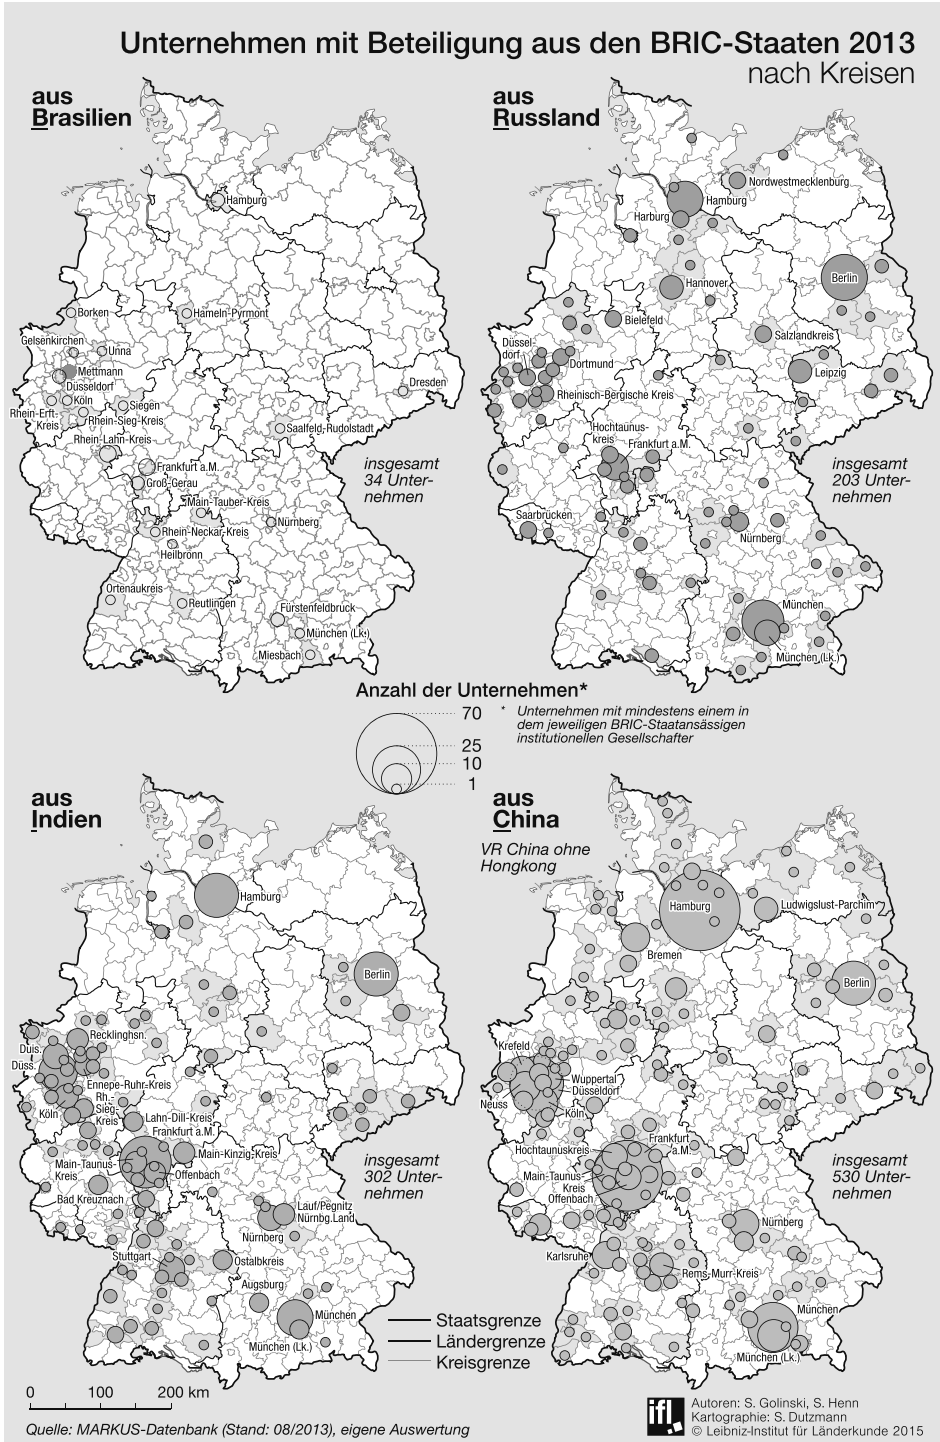 Unternehmen mit Beteiligung aus den BRIC-Staaten 2013
nach Kreisen
aus
Brasilien
Hamburg
Borken
Hameln-Pyrmont
Gelsenkirchen
Unna
Mettmann
Düsseldorf
Köln
Rhein-Erft-
Kreis
Siegen
Rhein-Sieg-Kreis
Rhein-Lahn-Kreis
Dresden
Saalfeld-Rudolstadt
Frankfurt a.M.
Groß-Gerau
Main-Tauber-Kreis
Nürnberg
Rhein-Neckar-Kreis
Heilbronn
Ortenaukreis
Reutlingen
Fürstenfeldbruck
München (Lk.)
Miesbach
insgesamt
34 Unter-
nehmen
aus
Russland
Nordwestmecklenburg
Hamburg
Harburg
Berlin
Hannover
Bielefeld
Salzlandkreis
Düssel-
dorf
Dortmund
Leipzig
Rheinisch-Bergische Kreis
Hochtaunus-
kreis
Frankfurt a.M.
Saarbrücken
Nürnberg
München
München (Lk.)
insgesamt
203 Unter-
nehmen
Anzahl der Unternehmen*
70
25
10
1
* Unternehmen mit mindestens einem in
dem jeweiligen BRIC-Staatansässigen
institutionellen Gesellschafter
aus
Indien
Hamburg
Berlin
Recklinghsn.
Duis.
Düss.
Ennepe-Ruhr-Kreis
Rh.-
Sieg-
Kreis
Köln
Lahn-Dill-Kreis
Frankfurt a.M.
Main-Kinzig-Kreis
Main-Taunus-
Kreis
Offenbach
Bad Kreuznach
Lauf/Pegnitz
Nürnbg.Land
Nürnberg
Stuttgart
Ostalbkreis
Augsburg
München
München (Lk.)
insgesamt
302 Unter-
nehmen
aus
China
VR China ohne
Hongkong
Hamburg
Ludwigslust-Parchim
Bremen
Berlin
Krefeld
Wuppertal
Düsseldorf
Neuss
Köln
Hochtaunuskreis
Frankfurt
a.M.
Main-Taunus-
Kreis
Offenbach
Nürnberg
Karlsruhe
Rems-Murr-Kreis
München
München (Lk.)
insgesamt
530 Unter-
nehmen
Staatsgrenze
Ländergrenze
Kreisgrenze
0 100 200 km
Quelle: MARKUS-Datenbank (Stand: 08/2013), eigene Auswertung
ifl
Autoren: S. Golinski, S. Henn
Kartographie: S. Dutzmann
© Leibniz-Institut für Länderkunde 2015